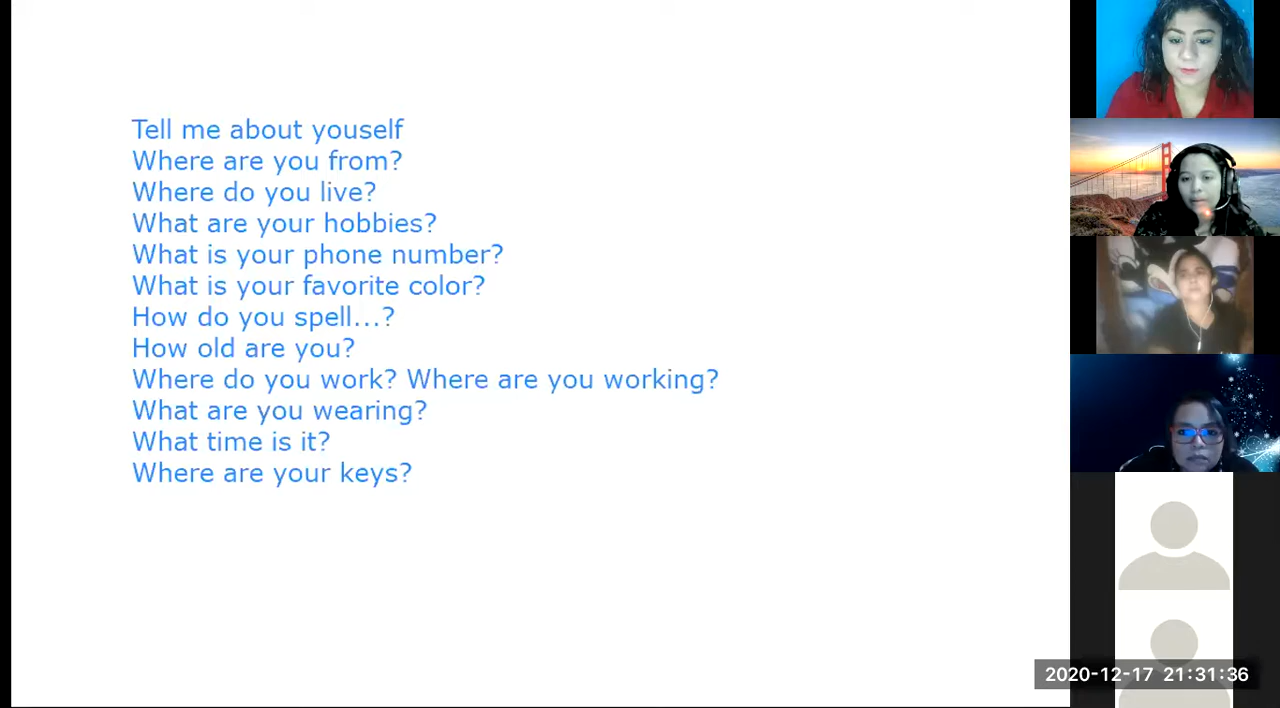 Tell me about youself
Where are you from?
Where do you live?
What are your hobbies?
What is your phone number?
What is your favorite color?
How do you spell...?
How old are you?
Where do you work? Where are you working?
What are you wearing?
What time is it?
Where are your keys?
2020-12-17 21:31:36